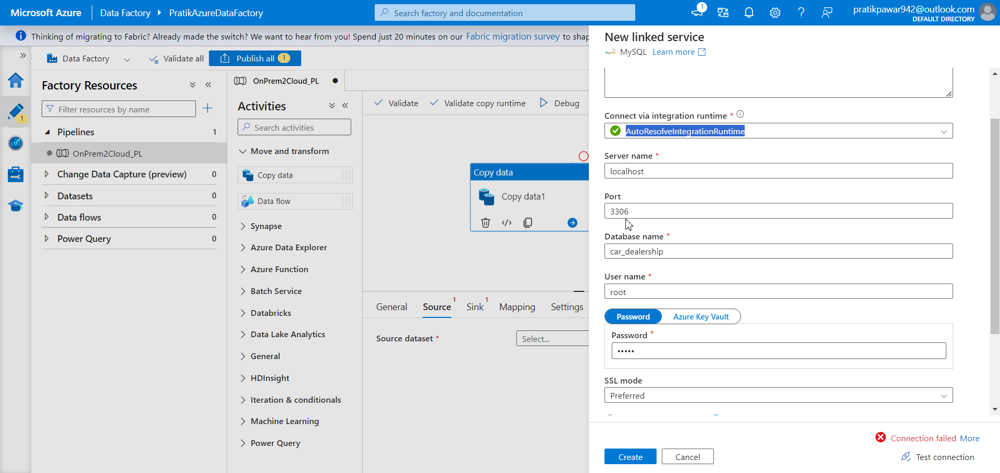 Microsoft Azure
Data Factory
PratikAzureDataFactory
Search factory and documentation
1
pratikpawar942@outlook.com
DEFAULT DIRECTORY
Thinking of migrating to Fabric? Already made the switch? We want to hear from you! Spend just 20 minutes on our Fabric migration survey to shap
Data Factory
Validate all
Publish all 1
Factory Resources
Filter resources by name
1
Pipelines 1
OnPrem2Cloud_PL
Change Data Capture (preview) 0
Datasets 0
Data flows 0
Power Query 0
OnPrem2Cloud_PL
Activities
Search activities
Move and transform
Copy data
Data flow
Synapse
Azure Data Explorer
Azure Function
Batch Service
Databricks
Data Lake Analytics
General
HDInsight
Iteration & conditionals
Machine Learning
Power Query
Validate
Validate copy runtime
Debug
Copy data
Copy data1
General
Source 1
Sink 1
Mapping
Settings
Source dataset *
Select...
New linked service
MySQL MySQL Learn more
Connect via integration runtime *
AutoResolveIntegrationRuntime
Server name *
localhost
Port
3306
Database name *
car_dealership
User name *
root
Password
Azure Key Vault
Password *
•••••
SSL mode
Preferred
Connection failed More
Create
Cancel
Test connection